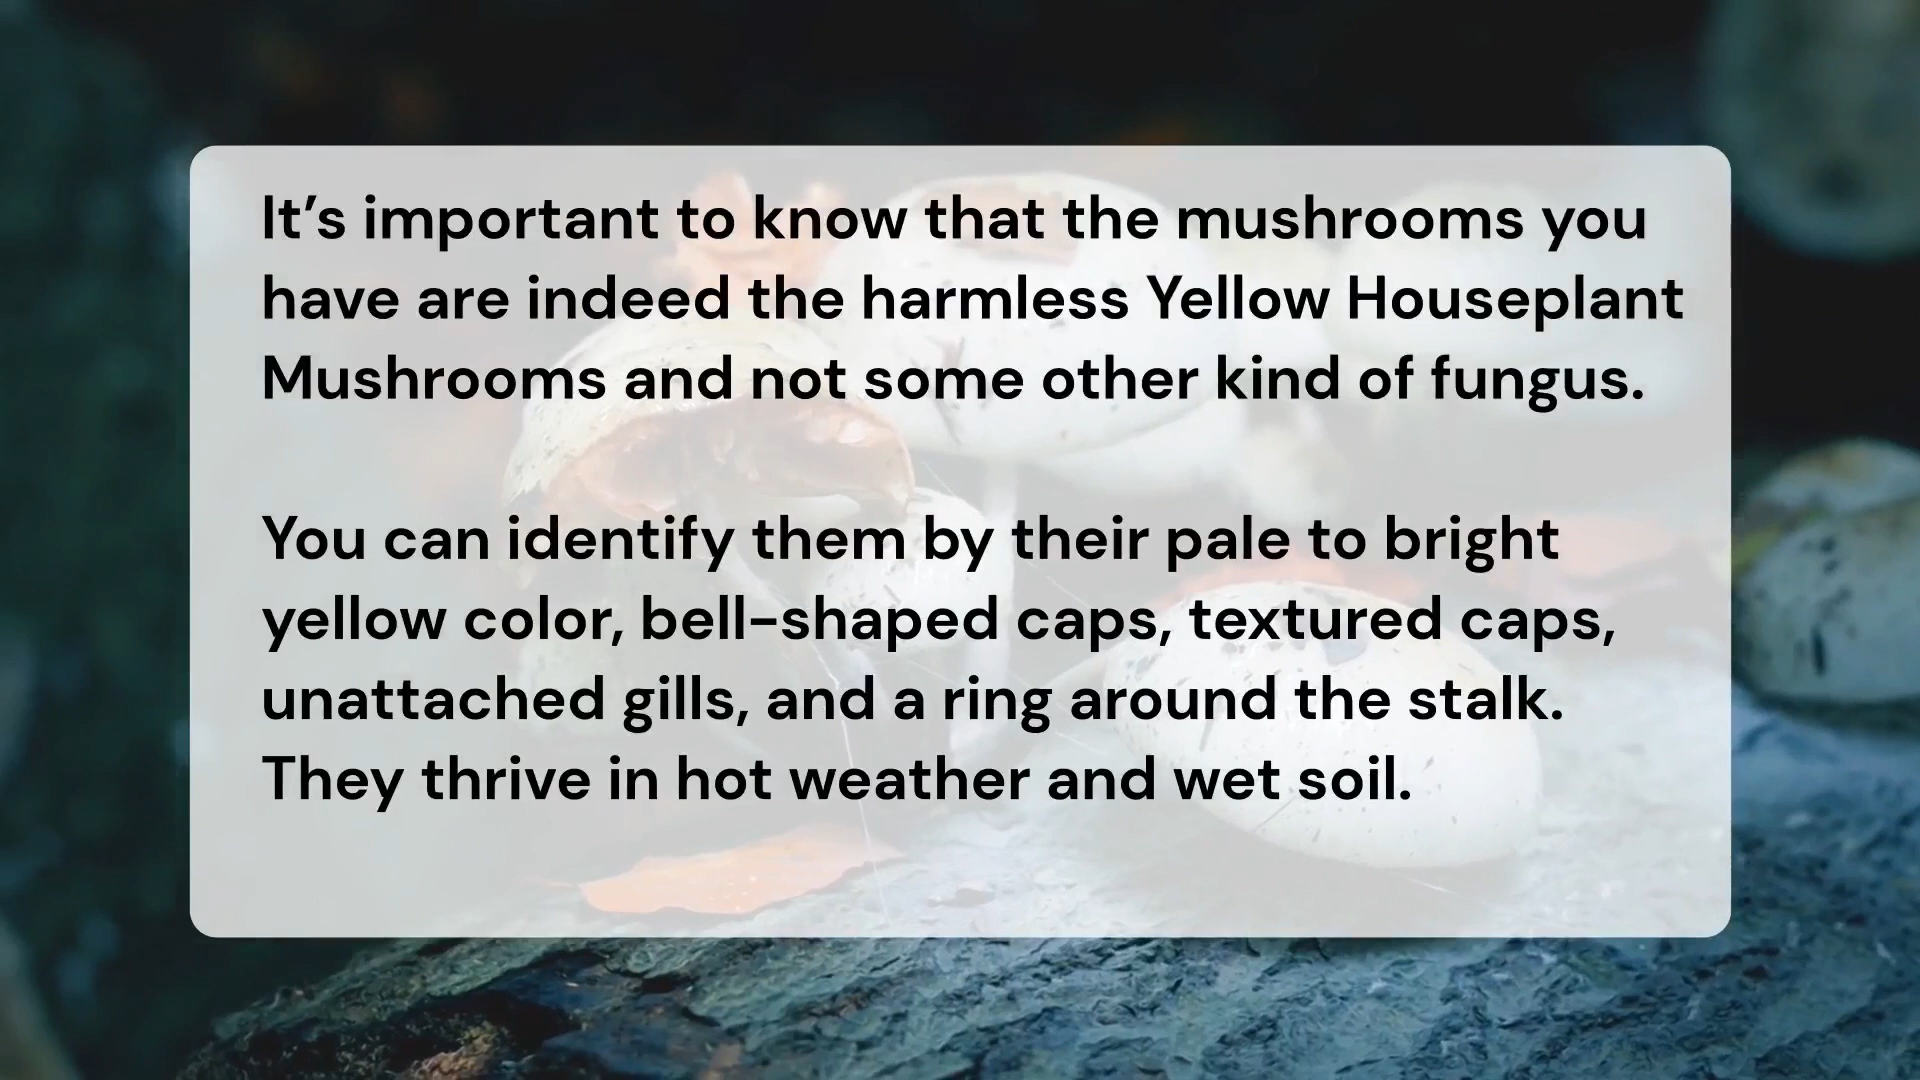 It’s important to know that the mushrooms you
have are indeed the harmless Yellow Houseplant
Mushrooms and not some other kind of fungus.
You can identify them by their pale to bright
yellow color, bell-shaped caps, textured caps,
unattached gills, and a ring around the stalk.
They thrive in hot weather and wet soil.